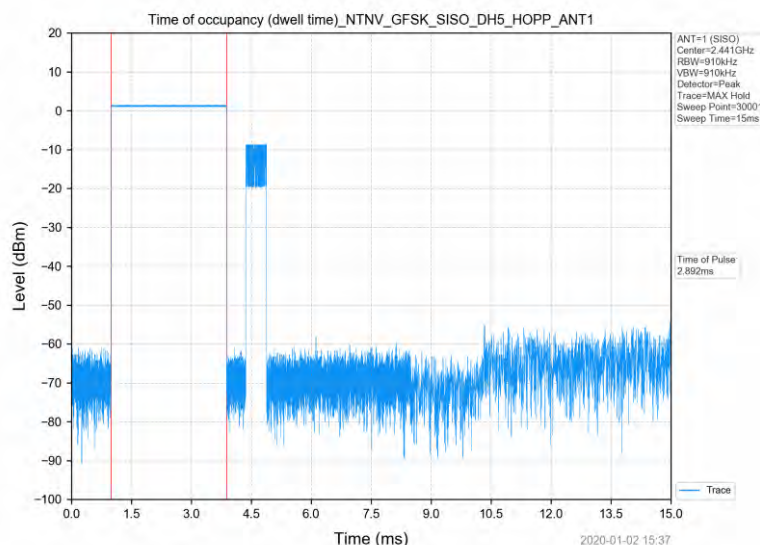 Time of occupancy (dwell time)_NTNV_GFSK_SISO_DH5_HOPP_ANT1
20
10
0
−10
−20
−30
−40
−50
−60
−70
−80
−90
−100
Level (dBm)
0.0 1.5 3.0 4.5 6.0 7.5 9.0 10.5 12.0 13.5 15.0
Time (ms)
ANT=1 (SISO)
Center=2.441GHz
RBW=910kHz
VBW=910kHz
Detector=Peak
Trace=MAX Hold
Sweep Point=30001
Sweep Time=15ms
Time of Pulse
2.892ms
Trace
2020-01-02 15:37